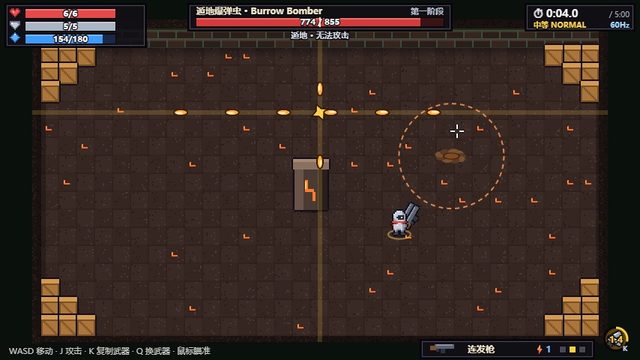 6/6
5/5
154/180
遁地爆弹虫・Burrow Bomber 第一阶段
774 / 855
遁地・无法攻击
0:04.0 / 5:00
中等 NORMAL 60Hz
WASD 移动・J 攻击・K 复制武器・Q 换武器・鼠标瞄准
连发枪 1
K